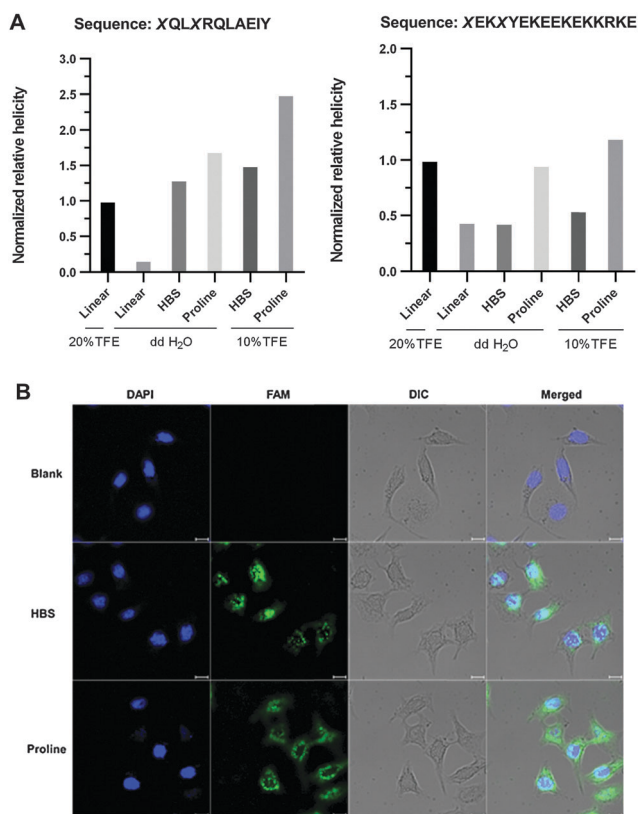 A
Sequence: XQLXRQLAEIY
Normalized relative helicity
3.0
2.5
2.0
1.5
1.0
0.5
0.0
Linear
Linear
HBS
Proline
HBS
Proline
20%TFE
dd H₂O
10%TFE
Sequence: XEKXYEKEEKEKKRKE
Normalized relative helicity
2.0
1.5
1.0
0.5
0.0
Linear
Linear
HBS
Proline
HBS
Proline
20%TFE
dd H₂O
10%TFE
B
DAPI FAM DIC Merged
Blank
HBS
Proline